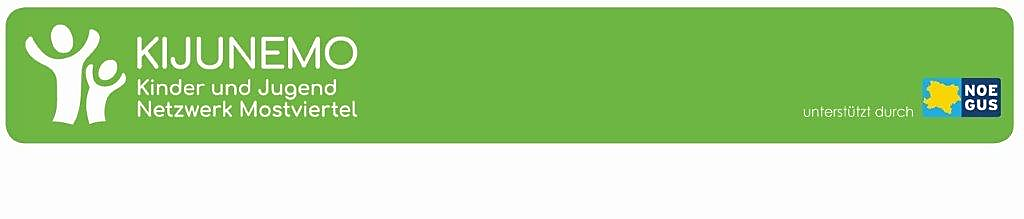 KIJUNEMO
Kinder und Jugend
Netzwerk Mostviertel
unterstützt durch
NOE
GUS